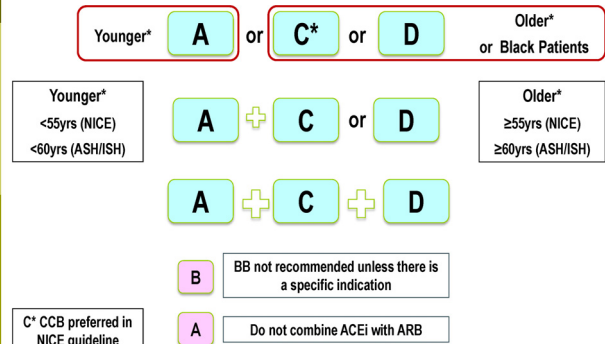 Younger* A or C* or D Older*
or Black Patients
Younger*
<55yrs (NICE)
<60yrs (ASH/ISH)
A + C or D
Older*
≥55yrs (NICE)
≥60yrs (ASH/ISH)
A + C + D
B BB not recommended unless there is
a specific indication
C* CCB preferred in
NICE guideline
A Do not combine ACEi with ARB